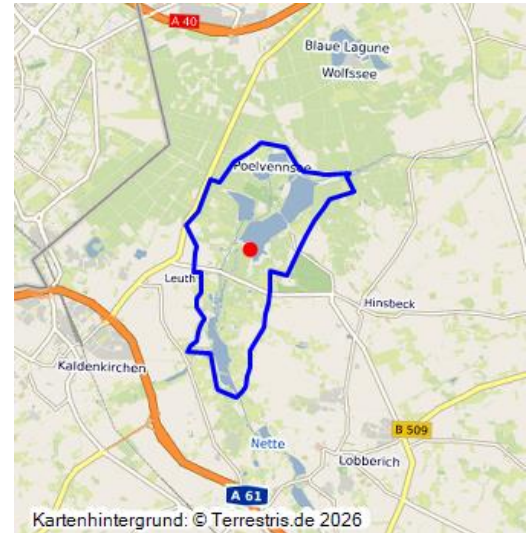 A 40
Blaue Lagune
Wolfssee
Poelvennsee
Leuth
Hinsbeck
Kaldenkirchen
B 509
Nette
Lobberich
A 61
Kartenhintergrund: © Terrestris.de 2026